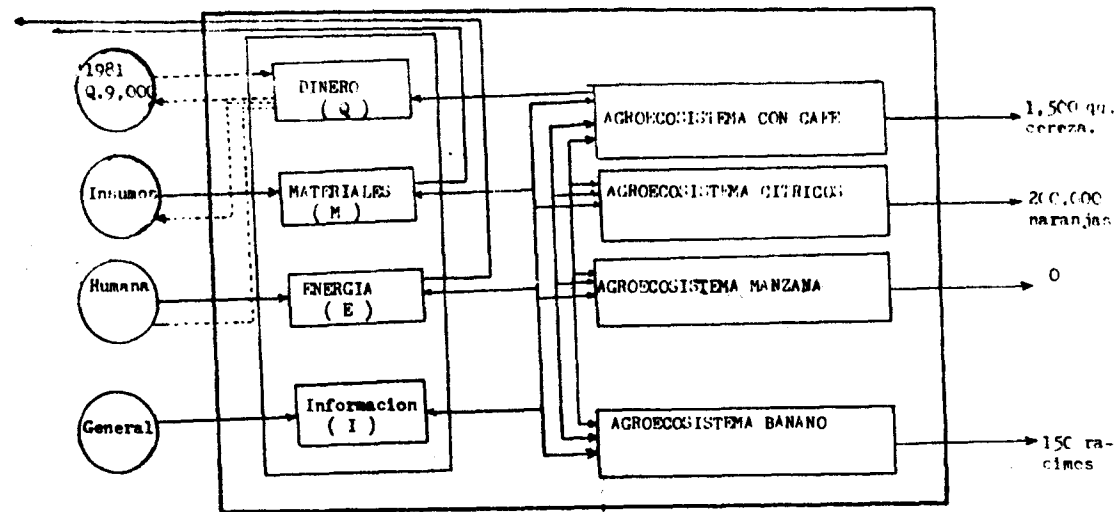 1981
Q.9,000
DINERO
( Q )
Insumos
MATERIALES
( M )
Humana
ENERGIA
( E )
General
Informacion
( I )
AGROECOSISTEMA CON CAFE
1,500 qq.
cereza.
AGROECOSISTEMA CITRICOS
200,000
naranjas
AGROECOSISTEMA MANZANA
0
AGROECOSISTEMA BANANO
150 ra-
cimos